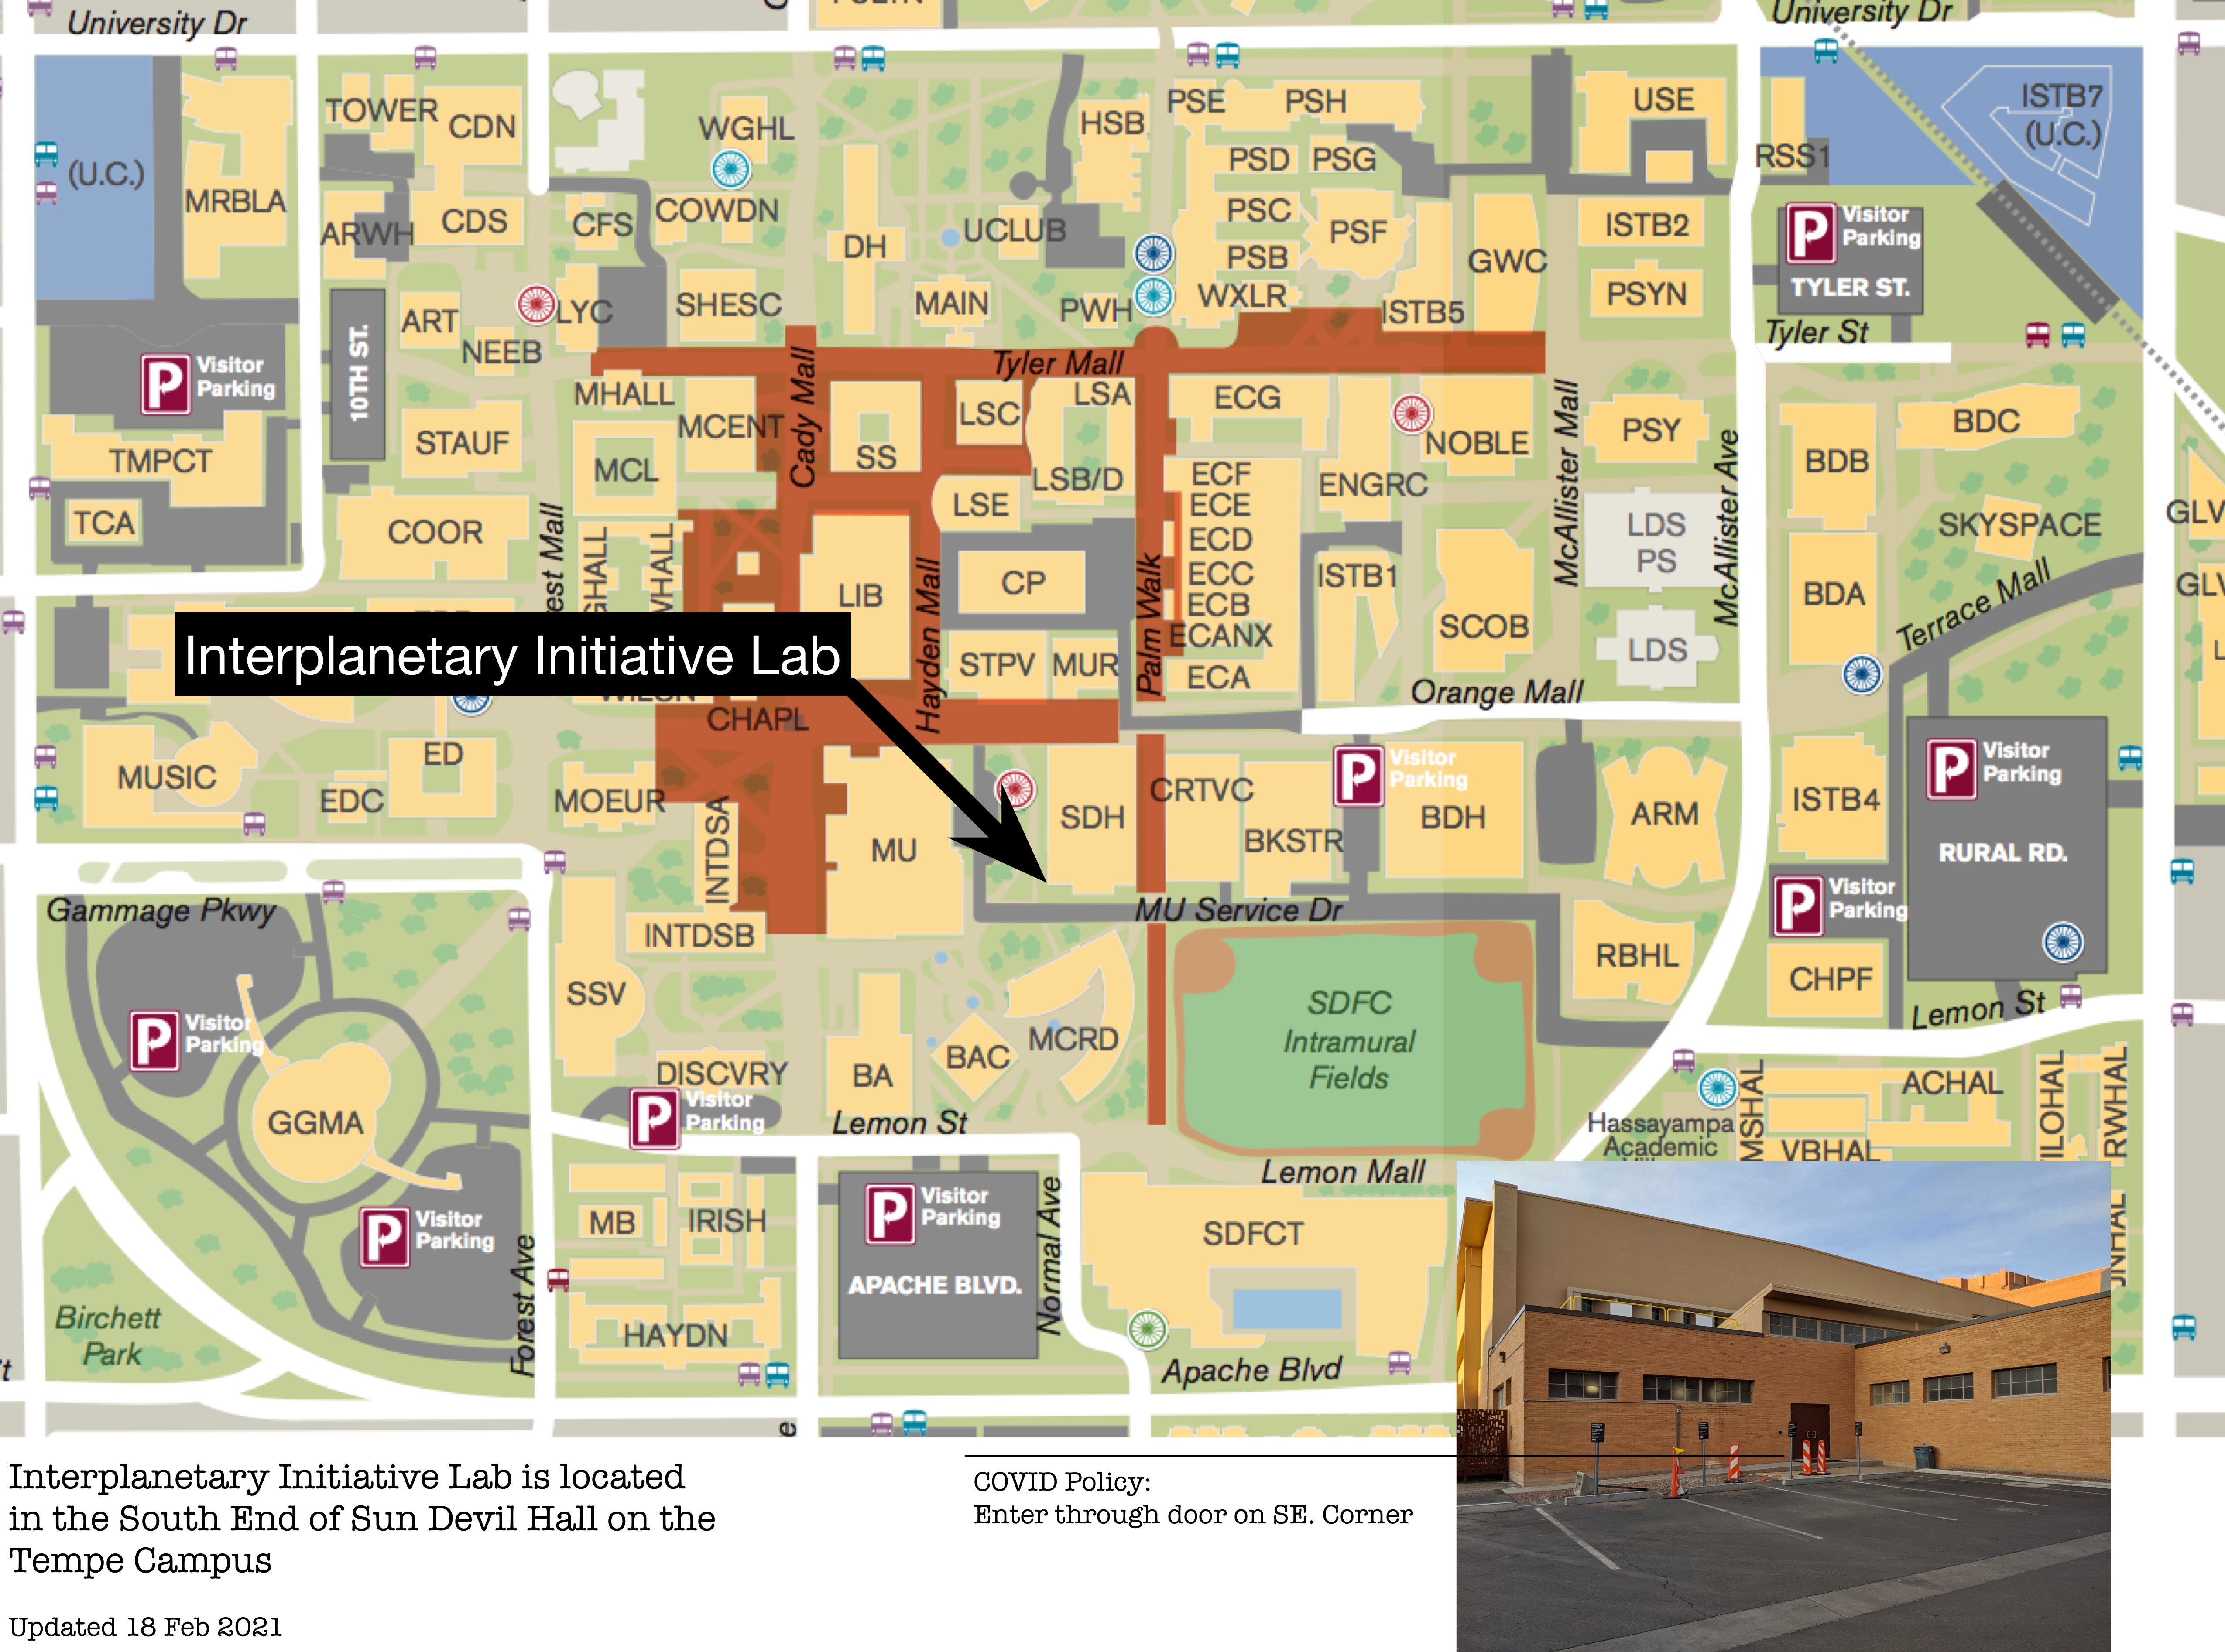 University Dr
University Dr
(U.C.)
MRBLA
TOWER
CDN
WGHL
HSB
PSE
PSH
USE
RSS1
ISTB7
(U.C.)
ARWH
CDS
CFS
COWDN
DH
UCLUB
PSD
PSG
PSC
PSF
PSB
GWC
ISTB2
P
Visitor
Parking
TYLER ST.
ART
LYC
SHESC
MAIN
PWH
WXLR
ISTB5
PSYN
Tyler St
10TH ST.
NEEB
P
Visitor
Parking
Tyler Mall
MHALL
MCENT
Cady Mall
LSC
LSA
ECG
McAllister Mall
PSY
McAllister Ave
BDC
TMPCT
STAUF
MCL
SS
LSB/D
NOBLE
BDB
ECF
ECE
ENGRC
TCA
COOR
LSE
ECD
LDS
PS
SKYSPACE
GHALL
WHALL
LIB
Hayden Mall
CP
Palm Walk
ECC
ECB
ISTB1
BDA
Terrace Mall
Interplanetary Initiative Lab
STPV
MUR
ECANX
ECA
SCOB
LDS
Orange Mall
CHAPL
MUSIC
ED
EDC
MOEUR
INTDSA
MU
SDH
CRTVC
BKSTR
P
Visitor
Parking
BDH
ARM
ISTB4
P
Visitor
Parking
RURAL RD.
Gammage Pkwy
INTDSB
MU Service Dr
P
Visitor
Parking
SSV
RBHL
CHPF
P
Visitor
Parking
SDFC
Intramural
Fields
Lemon St
MCRD
BAC
BA
DISCVRY
P
Visitor
Parking
GGMA
Lemon St
Hassayampa
Academic
MSHAL
ACHAL
VBHAL
RWHAL
Lemon Mall
MB
IRISH
P
Visitor
Parking
APACHE BLVD.
Normal Ave
SDFCT
P
Visitor
Parking
Forest Ave
HAYDN
Birchett
Park
Apache Blvd
Interplanetary Initiative Lab is located
in the South End of Sun Devil Hall on the
Tempe Campus
Updated 18 Feb 2021
COVID Policy:
Enter through door on SE. Corner